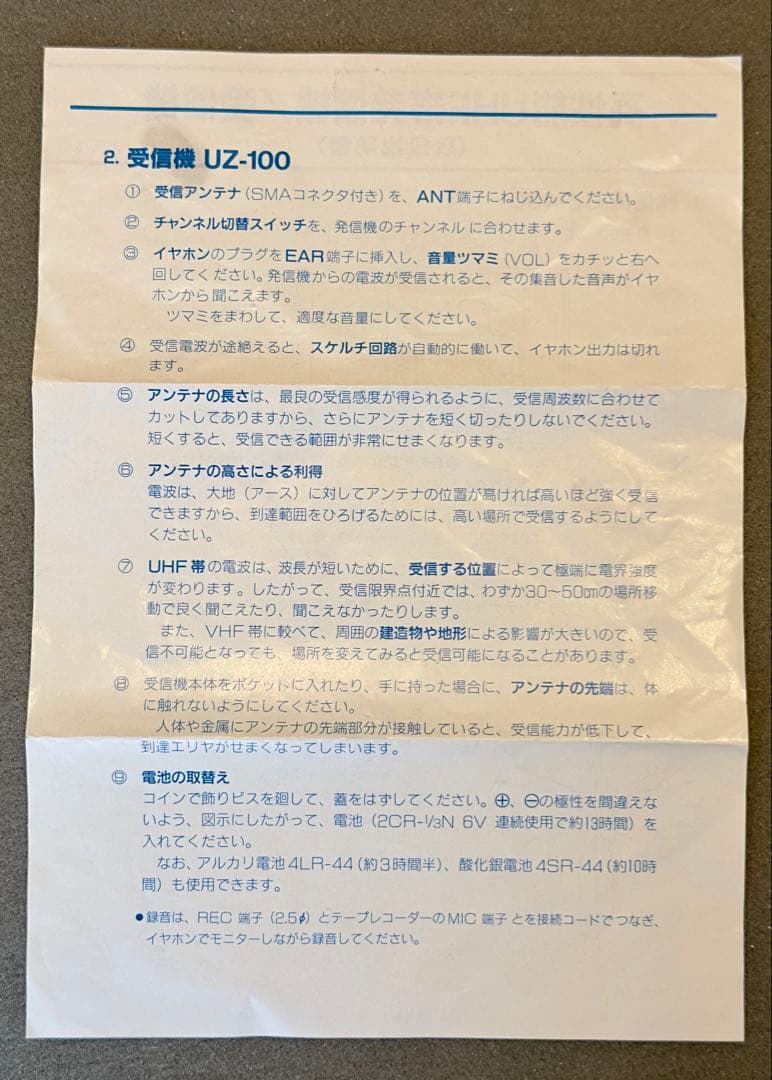 2. 受信機 UZ-100
① 受信アンテナ(SMAコネクタ付き)を、ANT端子にねじ込んでください。
② チャンネル切替スイッチを、発信機のチャンネルに合わせます。
③ イヤホンのプラグをEAR端子に挿入し、音量ツマミ(VOL)をカチッと右へ
回してください。発信機からの電波が受信されると、その集音した音声がイヤ
ホンから聞こえます。
ツマミをまわして、適度な音量にしてください。
④ 受信電波が途絶えると、スケルチ回路が自動的に働いて、イヤホン出力は切れ
ます。
⑤ アンテナの長さは、最良の受信感度が得られるように、受信周波数に合わせて
カットしてありますから、さらにアンテナを短く切ったりしないでください。
短くすると、受信できる範囲が非常にせまくなります。
⑥ アンテナの高さによる利得
電波は、大地(アース)に対してアンテナの位置が高ければ高いほど強く受信
できますから、到達範囲をひろげるためには、高い場所で受信するようにして
ください。
⑦ UHF帯の電波は、波長が短いために、受信する位置によって極端に電界強度
が変わります。したがって、受信限界点付近では、わずか30〜50㎝の場所移
動で良く聞こえたり、聞こえなかったりします。
また、VHF帯に較べて、周囲の建造物や地形による影響が大きいので、受
信不可能となっても、場所を変えてみると受信可能になることがあります。
⑧ 受信機本体をポケットに入れたり、手に持った場合に、アンテナの先端は、体
に触れないようにしてください。
人体や金属にアンテナの先端部分が接触していると、受信能力が低下して、
到達エリヤがせまくなってしまいます。
⑨ 電池の取替え
コインで飾りビスを廻して、蓋をはずしてください。⊕、⊖の極性を間違えな
いよう、図示にしたがって、電池(2CR-⅓N 6V 連続使用で約13時間)を
入れてください。
なお、アルカリ電池4LR-44(約3時間半)、酸化銀電池4SR-44(約10時
間)も使用できます。
●録音は、REC 端子(2.5φ)とテープレコーダーのMIC 端子とを接続コードでつなぎ、
イヤホンでモニターしながら録音してください。